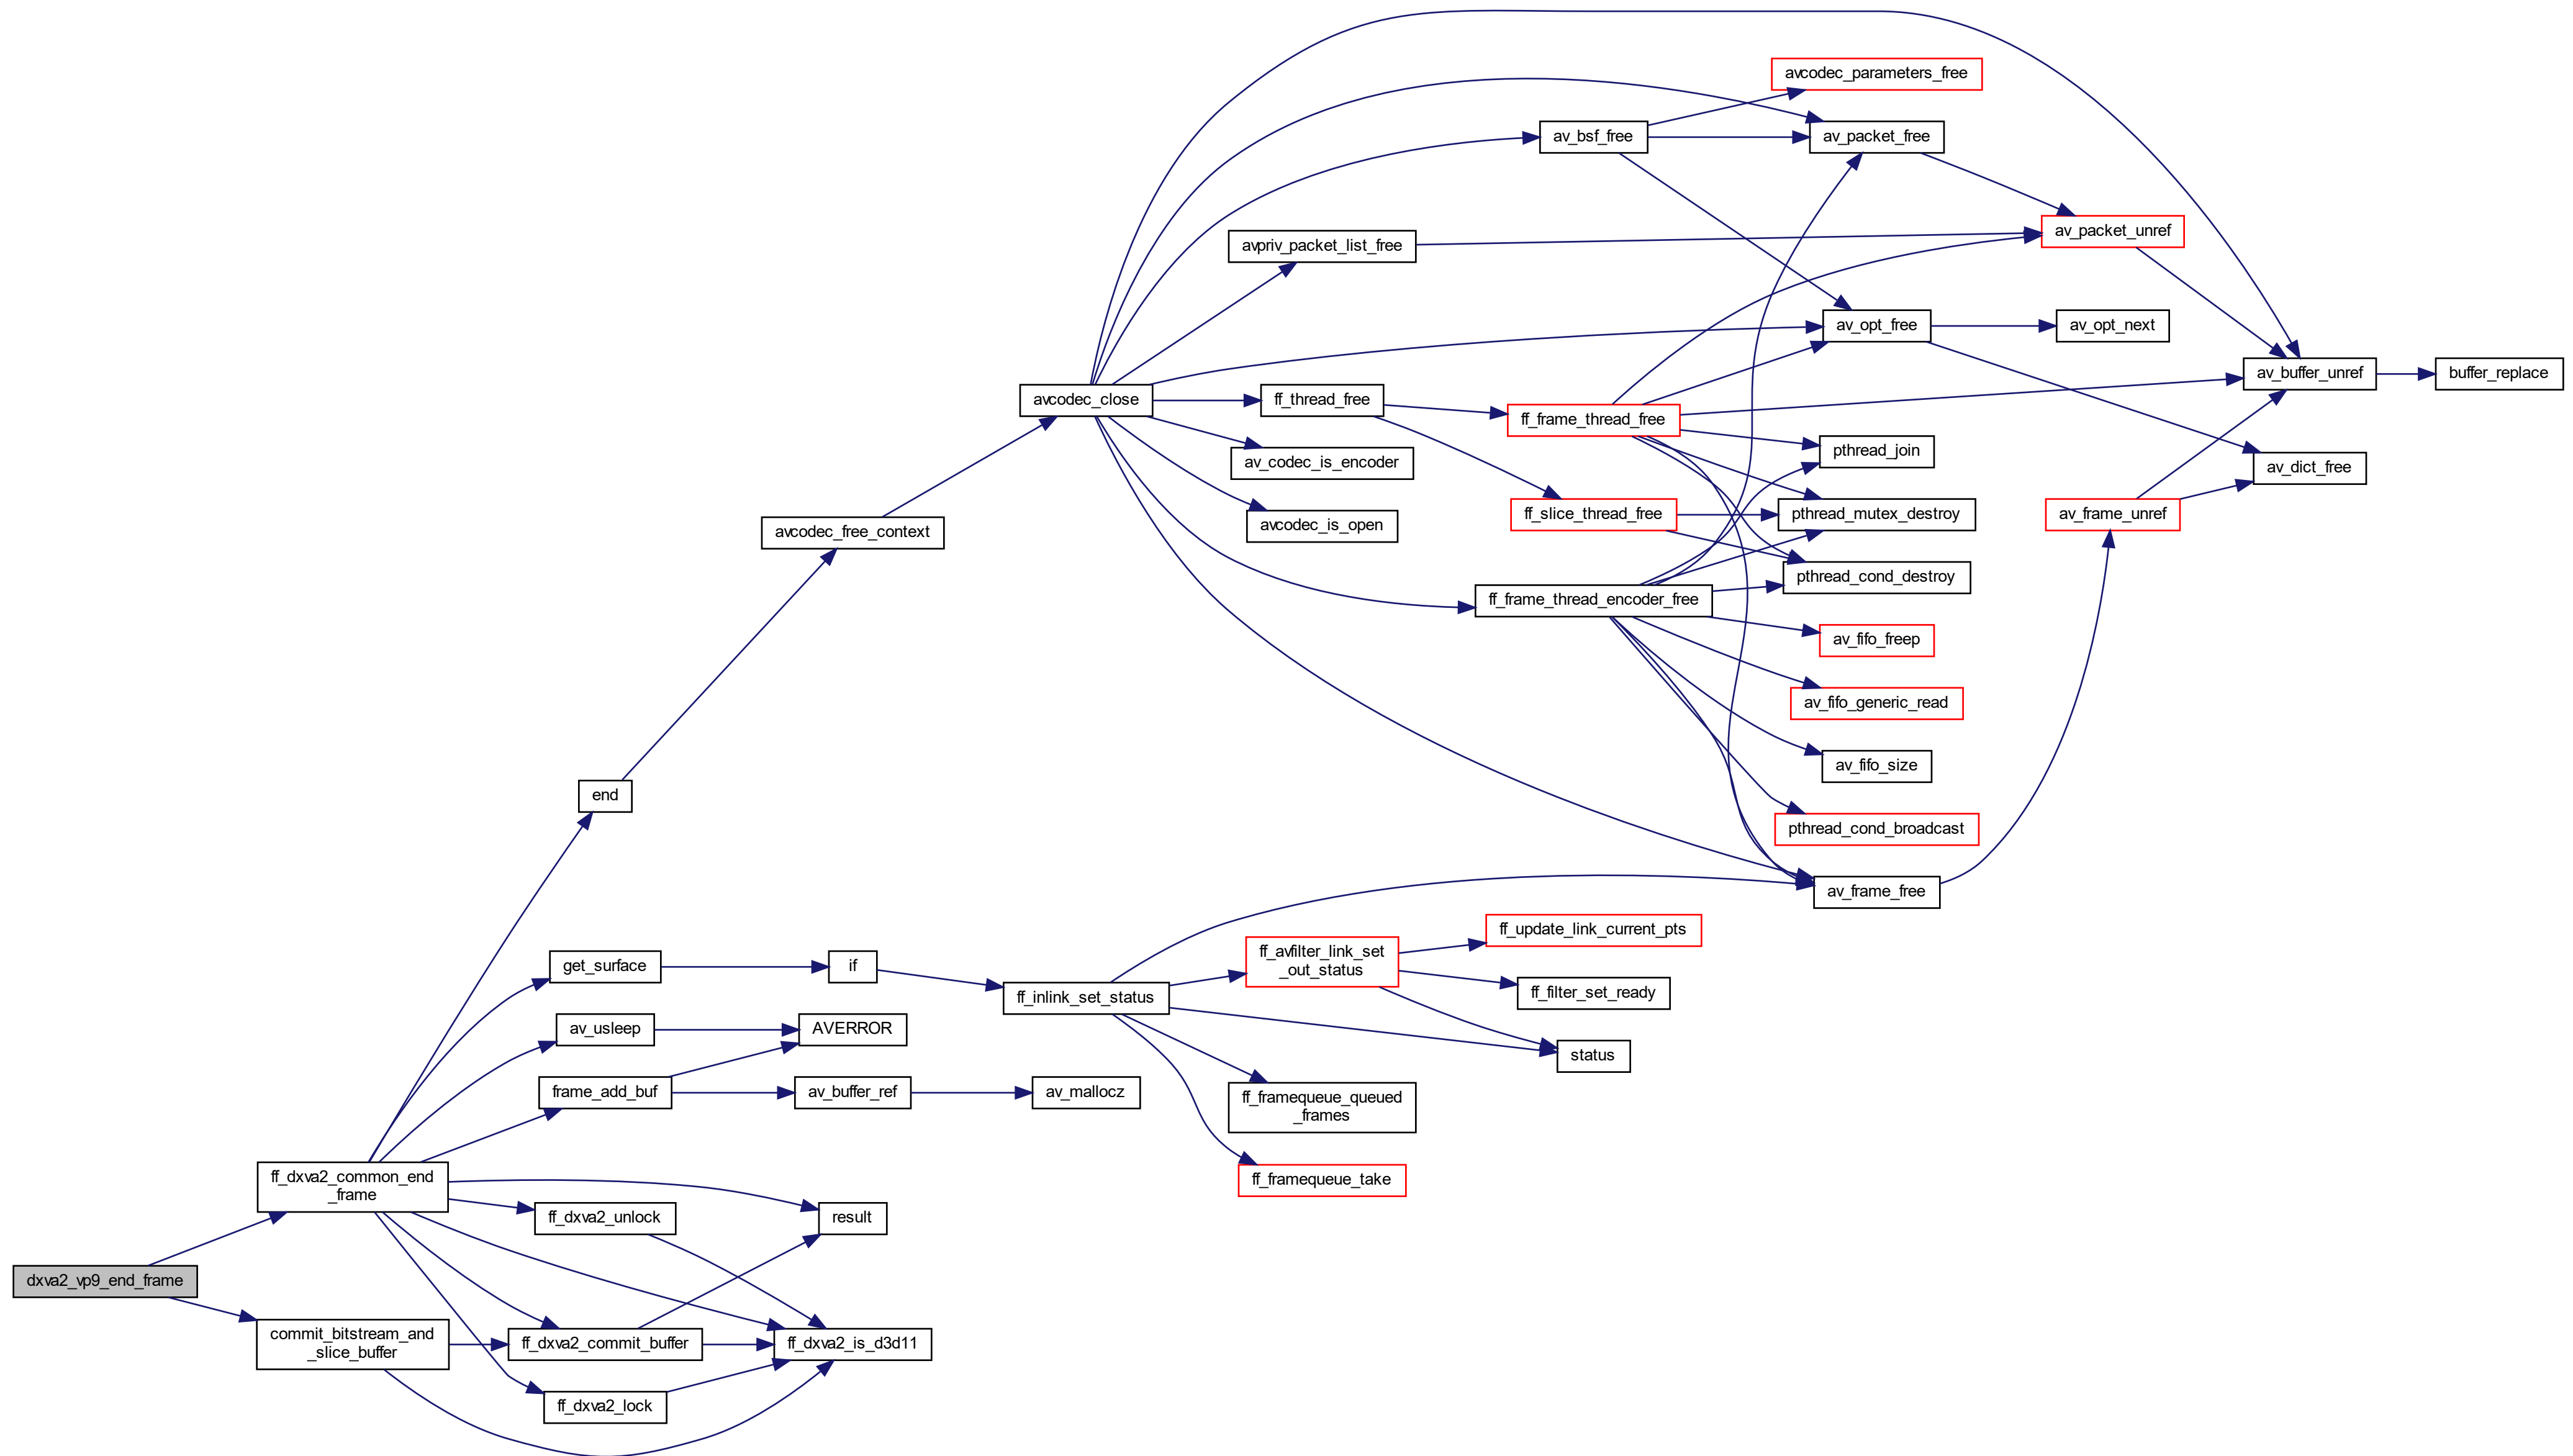 avcodec_parameters_free
av_bsf_free
av_packet_free
avpriv_packet_list_free
av_packet_unref
av_opt_free
av_opt_next
av_buffer_unref
buffer_replace
avcodec_close
ff_thread_free
ff_frame_thread_free
pthread_join
av_codec_is_encoder
av_dict_free
avcodec_is_open
ff_slice_thread_free
pthread_mutex_destroy
av_frame_unref
avcodec_free_context
pthread_cond_destroy
ff_frame_thread_encoder_free
av_fifo_freep
av_fifo_generic_read
av_fifo_size
end
pthread_cond_broadcast
av_frame_free
ff_update_link_current_pts
get_surface
if
ff_avfilter_link_set
_out_status
ff_inlink_set_status
ff_filter_set_ready
av_usleep
AVERROR
status
frame_add_buf
av_buffer_ref
av_mallocz
ff_framequeue_queued
_frames
ff_dxva2_common_end
_frame
ff_framequeue_take
ff_dxva2_unlock
result
dxva2_vp9_end_frame
commit_bitstream_and
_slice_buffer
ff_dxva2_commit_buffer
ff_dxva2_is_d3d11
ff_dxva2_lock